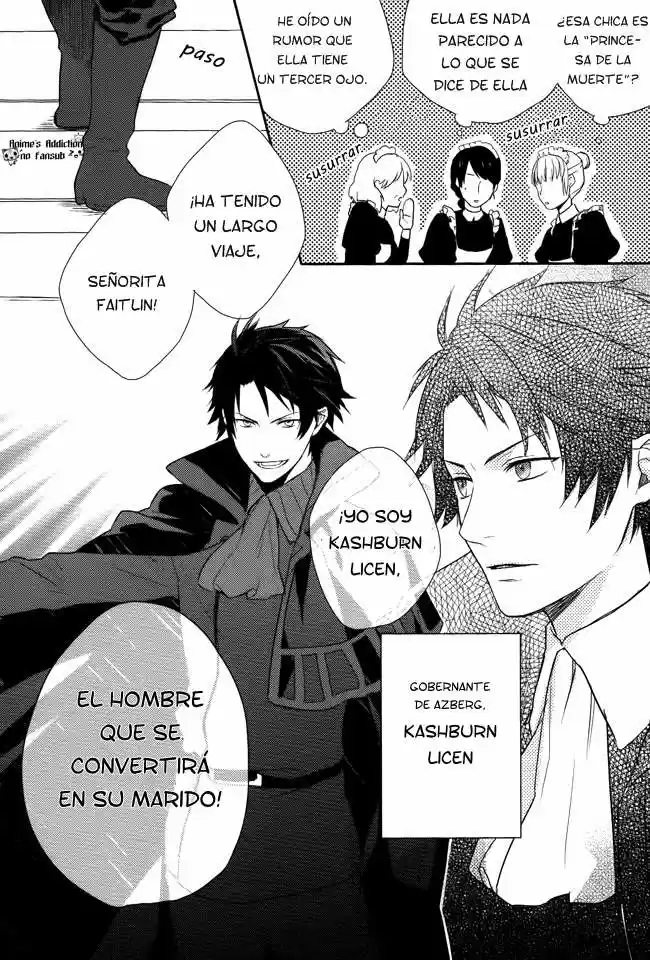 ¿ESA CHICA ES
LA "PRINCE-
SA DE LA
MUERTE"?
ELLA ES NADA
PARECIDO A
LO QUE SE
DICE DE ELLA
HE OÍDO UN
RUMOR QUE
ELLA TIENE
UN TERCER OJO.
susurrar
susurrar
paso
Anime's Addiction
no fansub
¡HA TENIDO
UN LARGO
VIAJE,
SEÑORITA
FAITLIN!
¡YO SOY
KASHBURN
LICEN,
GOBERNANTE
DE AZBERG,
KASHBURN
LICEN
EL HOMBRE
QUE SE
CONVERTIRÁ
EN SU MARIDO!